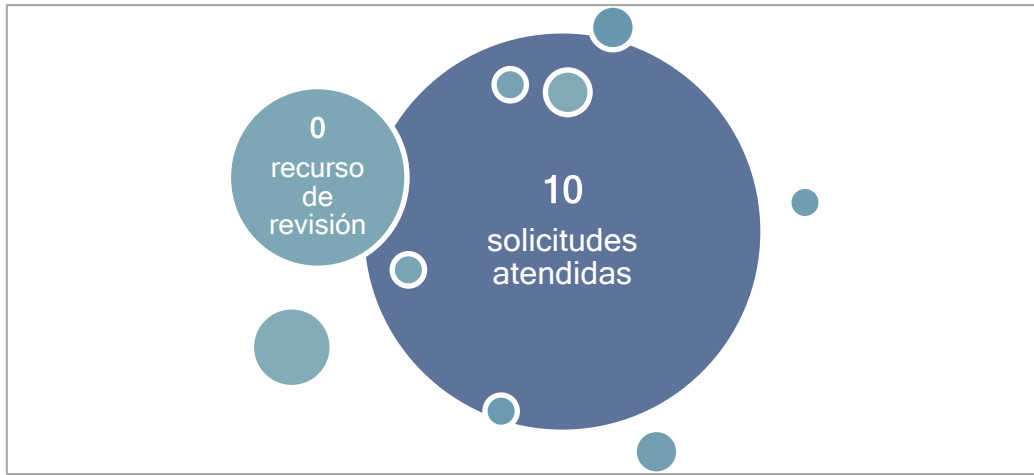 0
recurso
de
revisión
10
solicitudes
atendidas